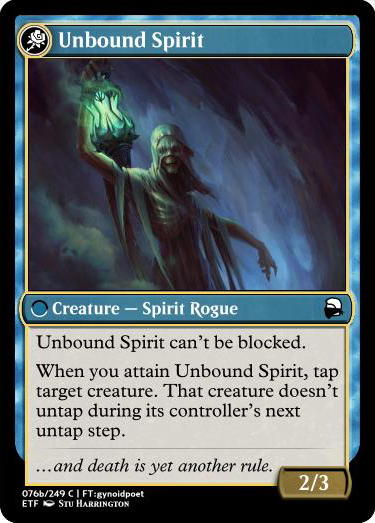 Unbound Spirit
Creature — Spirit Rogue
Unbound Spirit can't be blocked.
When you attain Unbound Spirit, tap
target creature. That creature doesn't
untap during its controller's next
untap step.
...and death is yet another rule.
2/3
076b/249 C | FT:gynoidpoet
ETF Stu Harrington